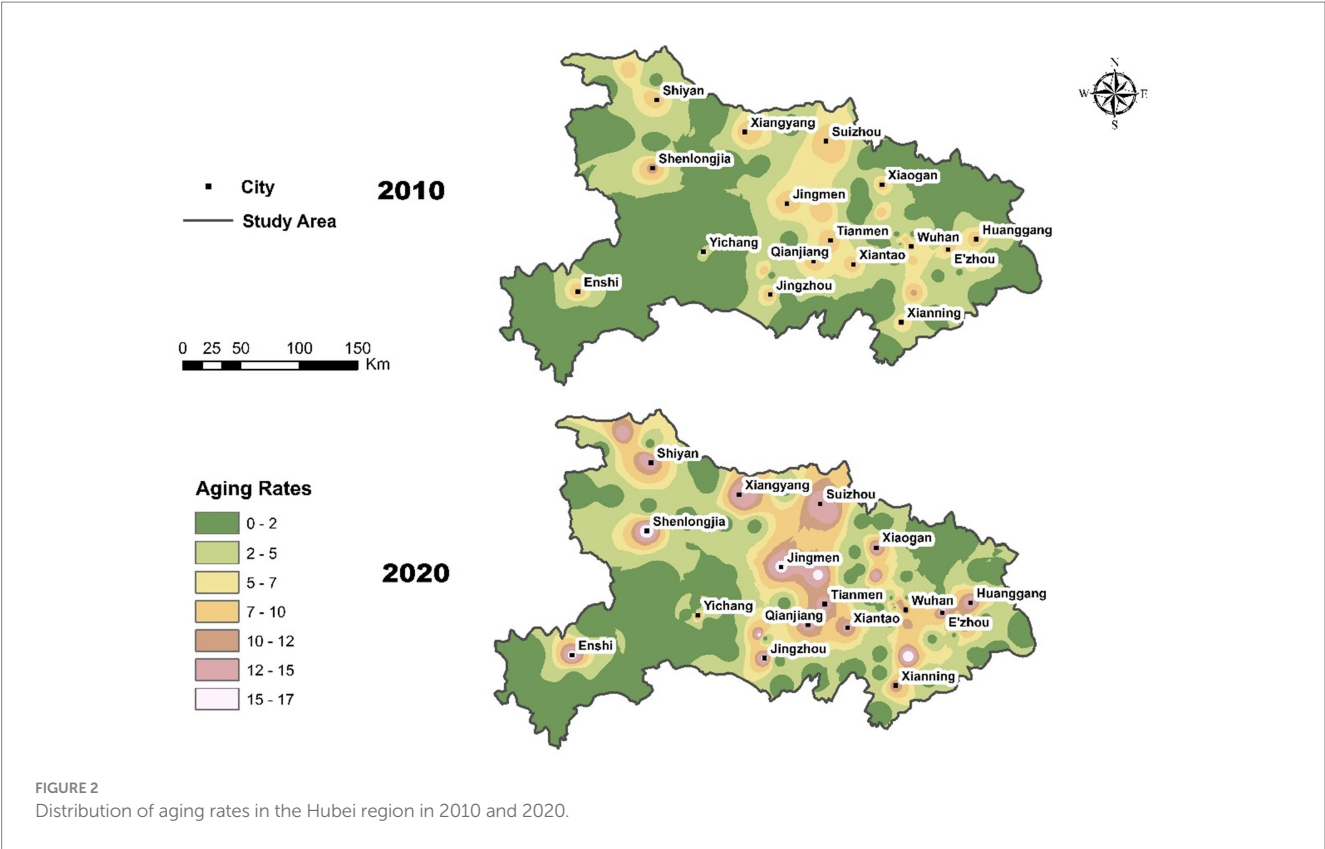 N
W E
S
Shiyan
Xiangyang
Suizhou
Shenlongjia
Xiaogan
City
2010
Study Area
Jingmen
Tianmen
Wuhan
Huanggang
Yichang
Qianjiang
Xiantao
E'zhou
Enshi
Jingzhou
Xianning
0 25 50 100 150
Km
Shiyan
Xiangyang
Suizhou
Aging Rates
0 - 2
Shenlongjia
Xiaogan
2 - 5
Jingmen
2020
5 - 7
Tianmen
Huanggang
7 - 10
Yichang
Qianjiang
Wuhan
Xiantao
E'zhou
10 - 12
Enshi
Jingzhou
12 - 15
Xianning
15 - 17
FIGURE 2
Distribution of aging rates in the Hubei region in 2010 and 2020.